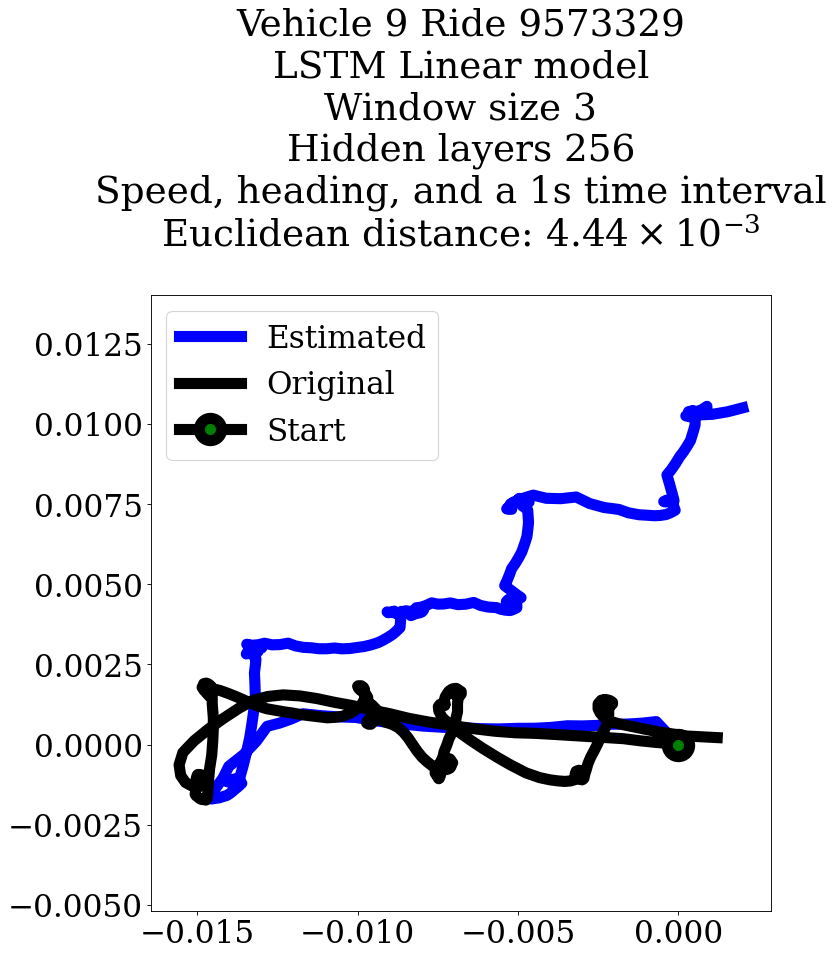 Vehicle 9 Ride 9573329
LSTM Linear model
Window size 3
Hidden layers 256
Speed, heading, and a 1s time interval
Euclidean distance: 4.44 × 10⁻³
Estimated
Original
Start
0.0125
0.0100
0.0075
0.0050
0.0025
0.0000
−0.0025
−0.0050
−0.015 −0.010 −0.005 0.000